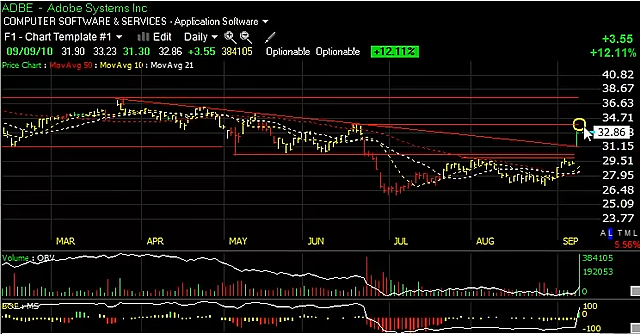 ADBE - Adobe Systems Inc
COMPUTER SOFTWARE & SERVICES - Application Software
F1 - Chart Template #1 Edit Daily
+3.55
09/09/10 31.90 33.23 31.30 32.86 +3.55 384105 Optionable Optionable +12.11%
+12.11%
Price Chart : MovAvg 50 : MovAvg 10 : MovAvg 21
40.82
38.67
36.63
34.71
32.86
31.15
29.51
27.95
26.48
25.09
23.77
A L T M L
MAR APR MAY JUN JUL AUG SEP
5.56%
Volume : OBV
384105
192053
BOP : MS
100
0
-100